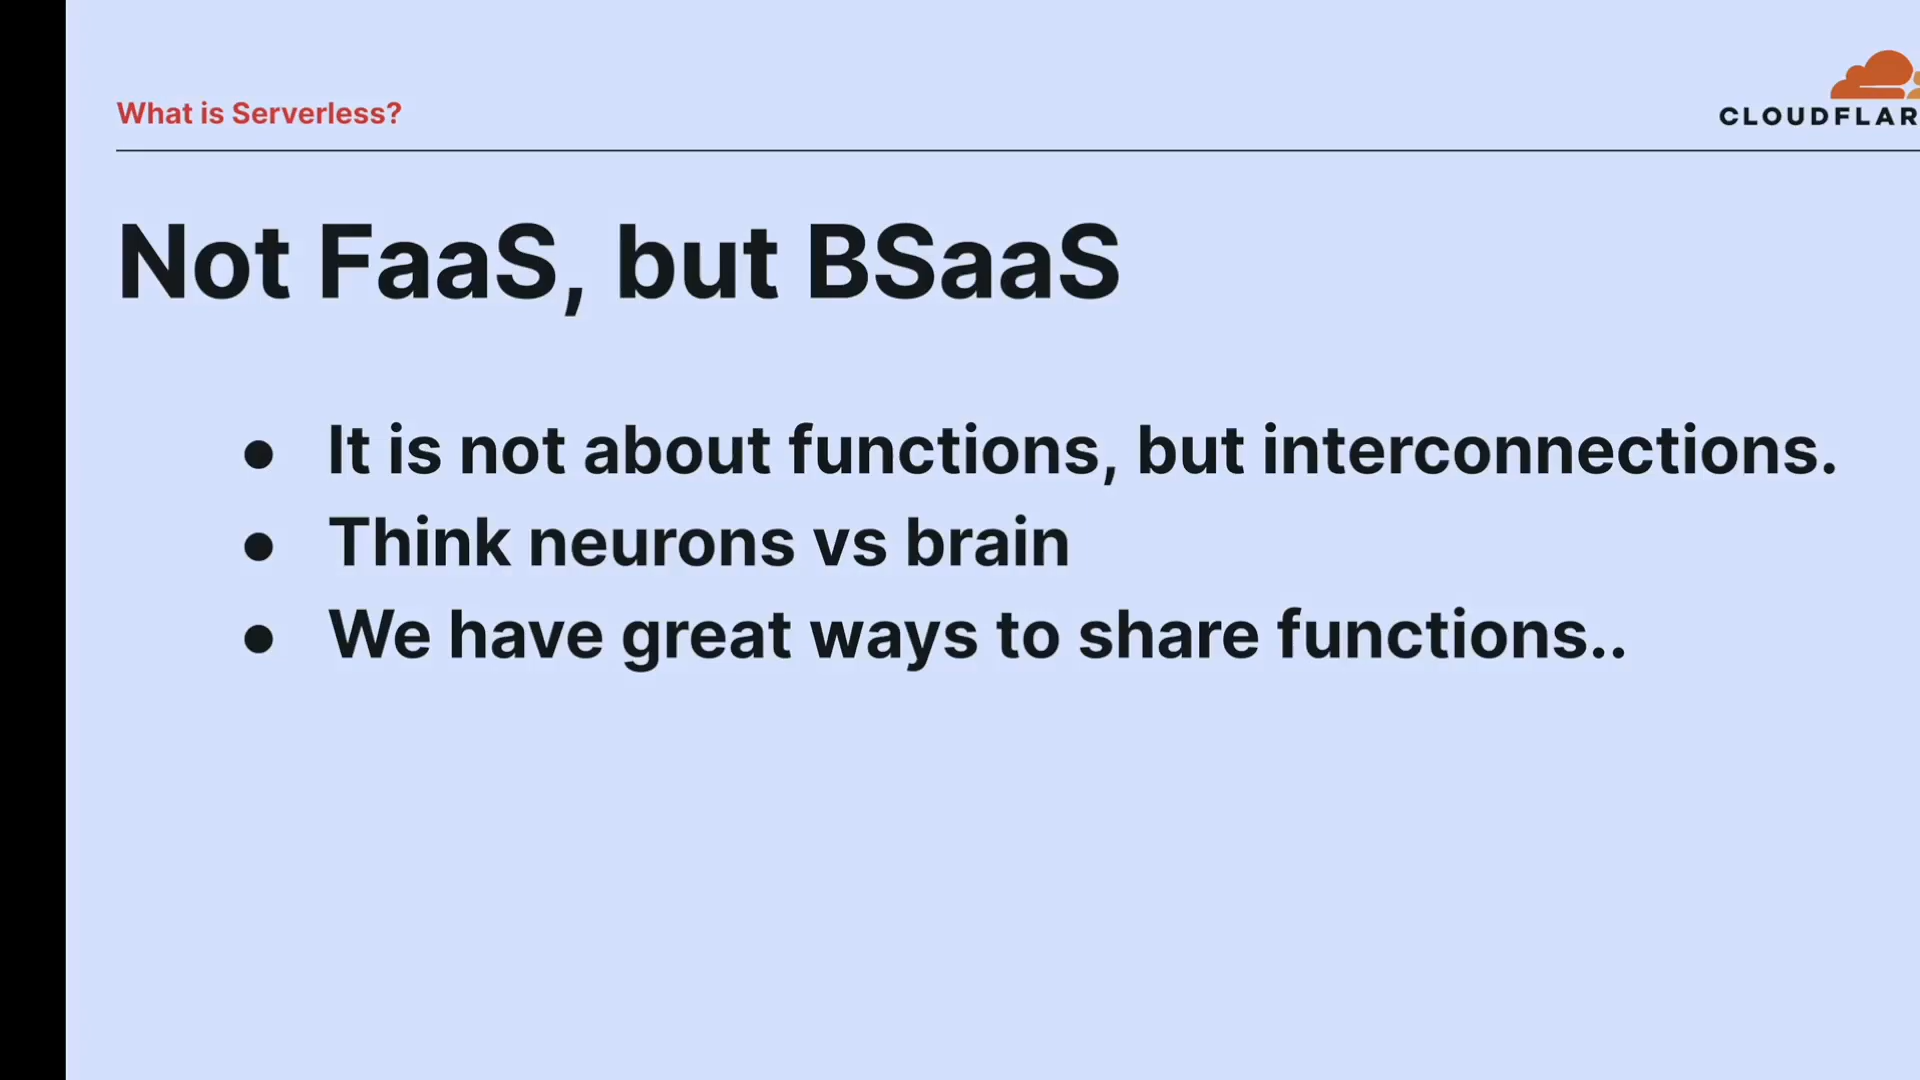 What is Serverless?
CLOUDFLAR
Not FaaS, but BSaaS
● It is not about functions, but interconnections.
● Think neurons vs brain
● We have great ways to share functions..